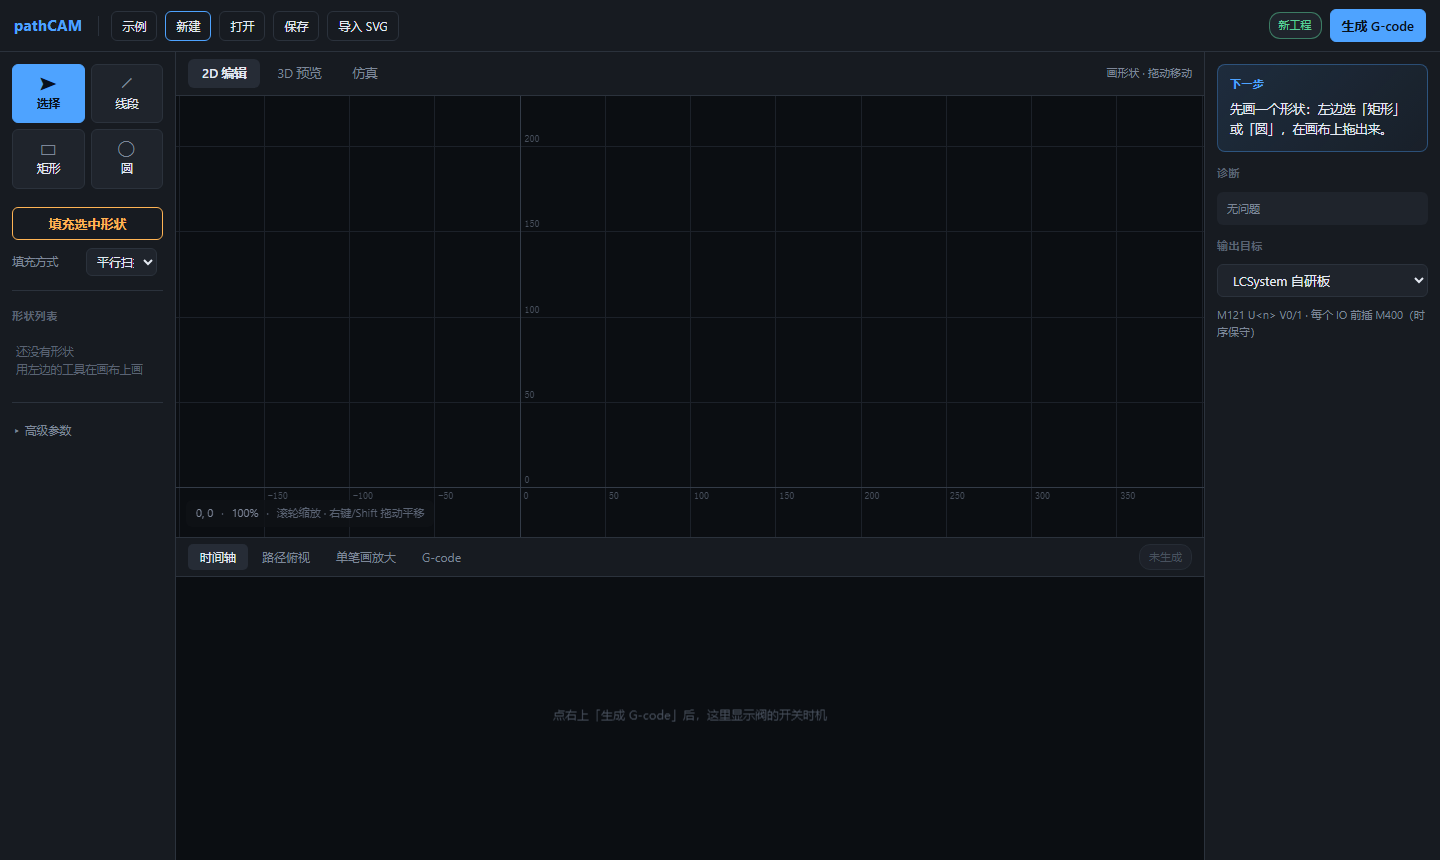 pathCAM
示例
新建
打开
保存
导入 SVG
新工程
生成 G-code
选择
线段
矩形
圆
填充选中形状
填充方式
平行扫
形状列表
还没有形状
用左边的工具在画布上画
高级参数
2D 编辑
3D 预览
仿真
画形状 · 拖动移动
200
150
100
50
0
-150
-100
-50
0
50
100
150
200
250
300
350
0, 0 · 100% · 滚轮缩放 · 右键/Shift 拖动平移
时间轴
路径俯视
单笔画放大
G-code
未生成
点右上「生成 G-code」后，这里显示阀的开关时机
下一步
先画一个形状：左边选「矩形」
或「圆」，在画布上拖出来。
诊断
无问题
输出目标
LCSystem 自研板
M121 U<n> V0/1 · 每个 IO 前插 M400（时
序保守）